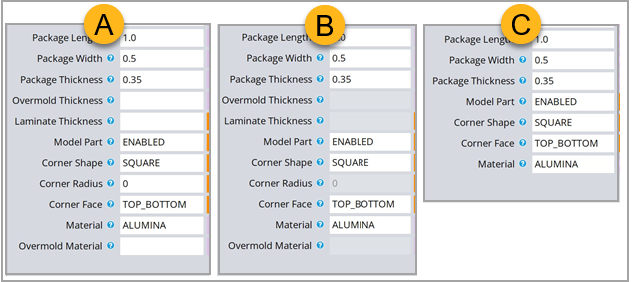 A
Package Length 1.0
Package Width 0.5
Package Thickness 0.35
Overmold Thickness
Laminate Thickness
Model Part ENABLED
Corner Shape SQUARE
Corner Radius 0
Corner Face TOP_BOTTOM
Material ALUMINA
Overmold Material
B
Package
Package Width 0.5
Package Thickness 0.35
Overmold Thickness
Laminate Thickness
Model Part ENABLED
Corner Shape SQUARE
Corner Radius 0
Corner Face TOP_BOTTOM
Material ALUMINA
Overmold Material
C
Package 1.0
Package Width 0.5
Package Thickness 0.35
Model Part ENABLED
Corner Shape SQUARE
Corner Face TOP_BOTTOM
Material ALUMINA